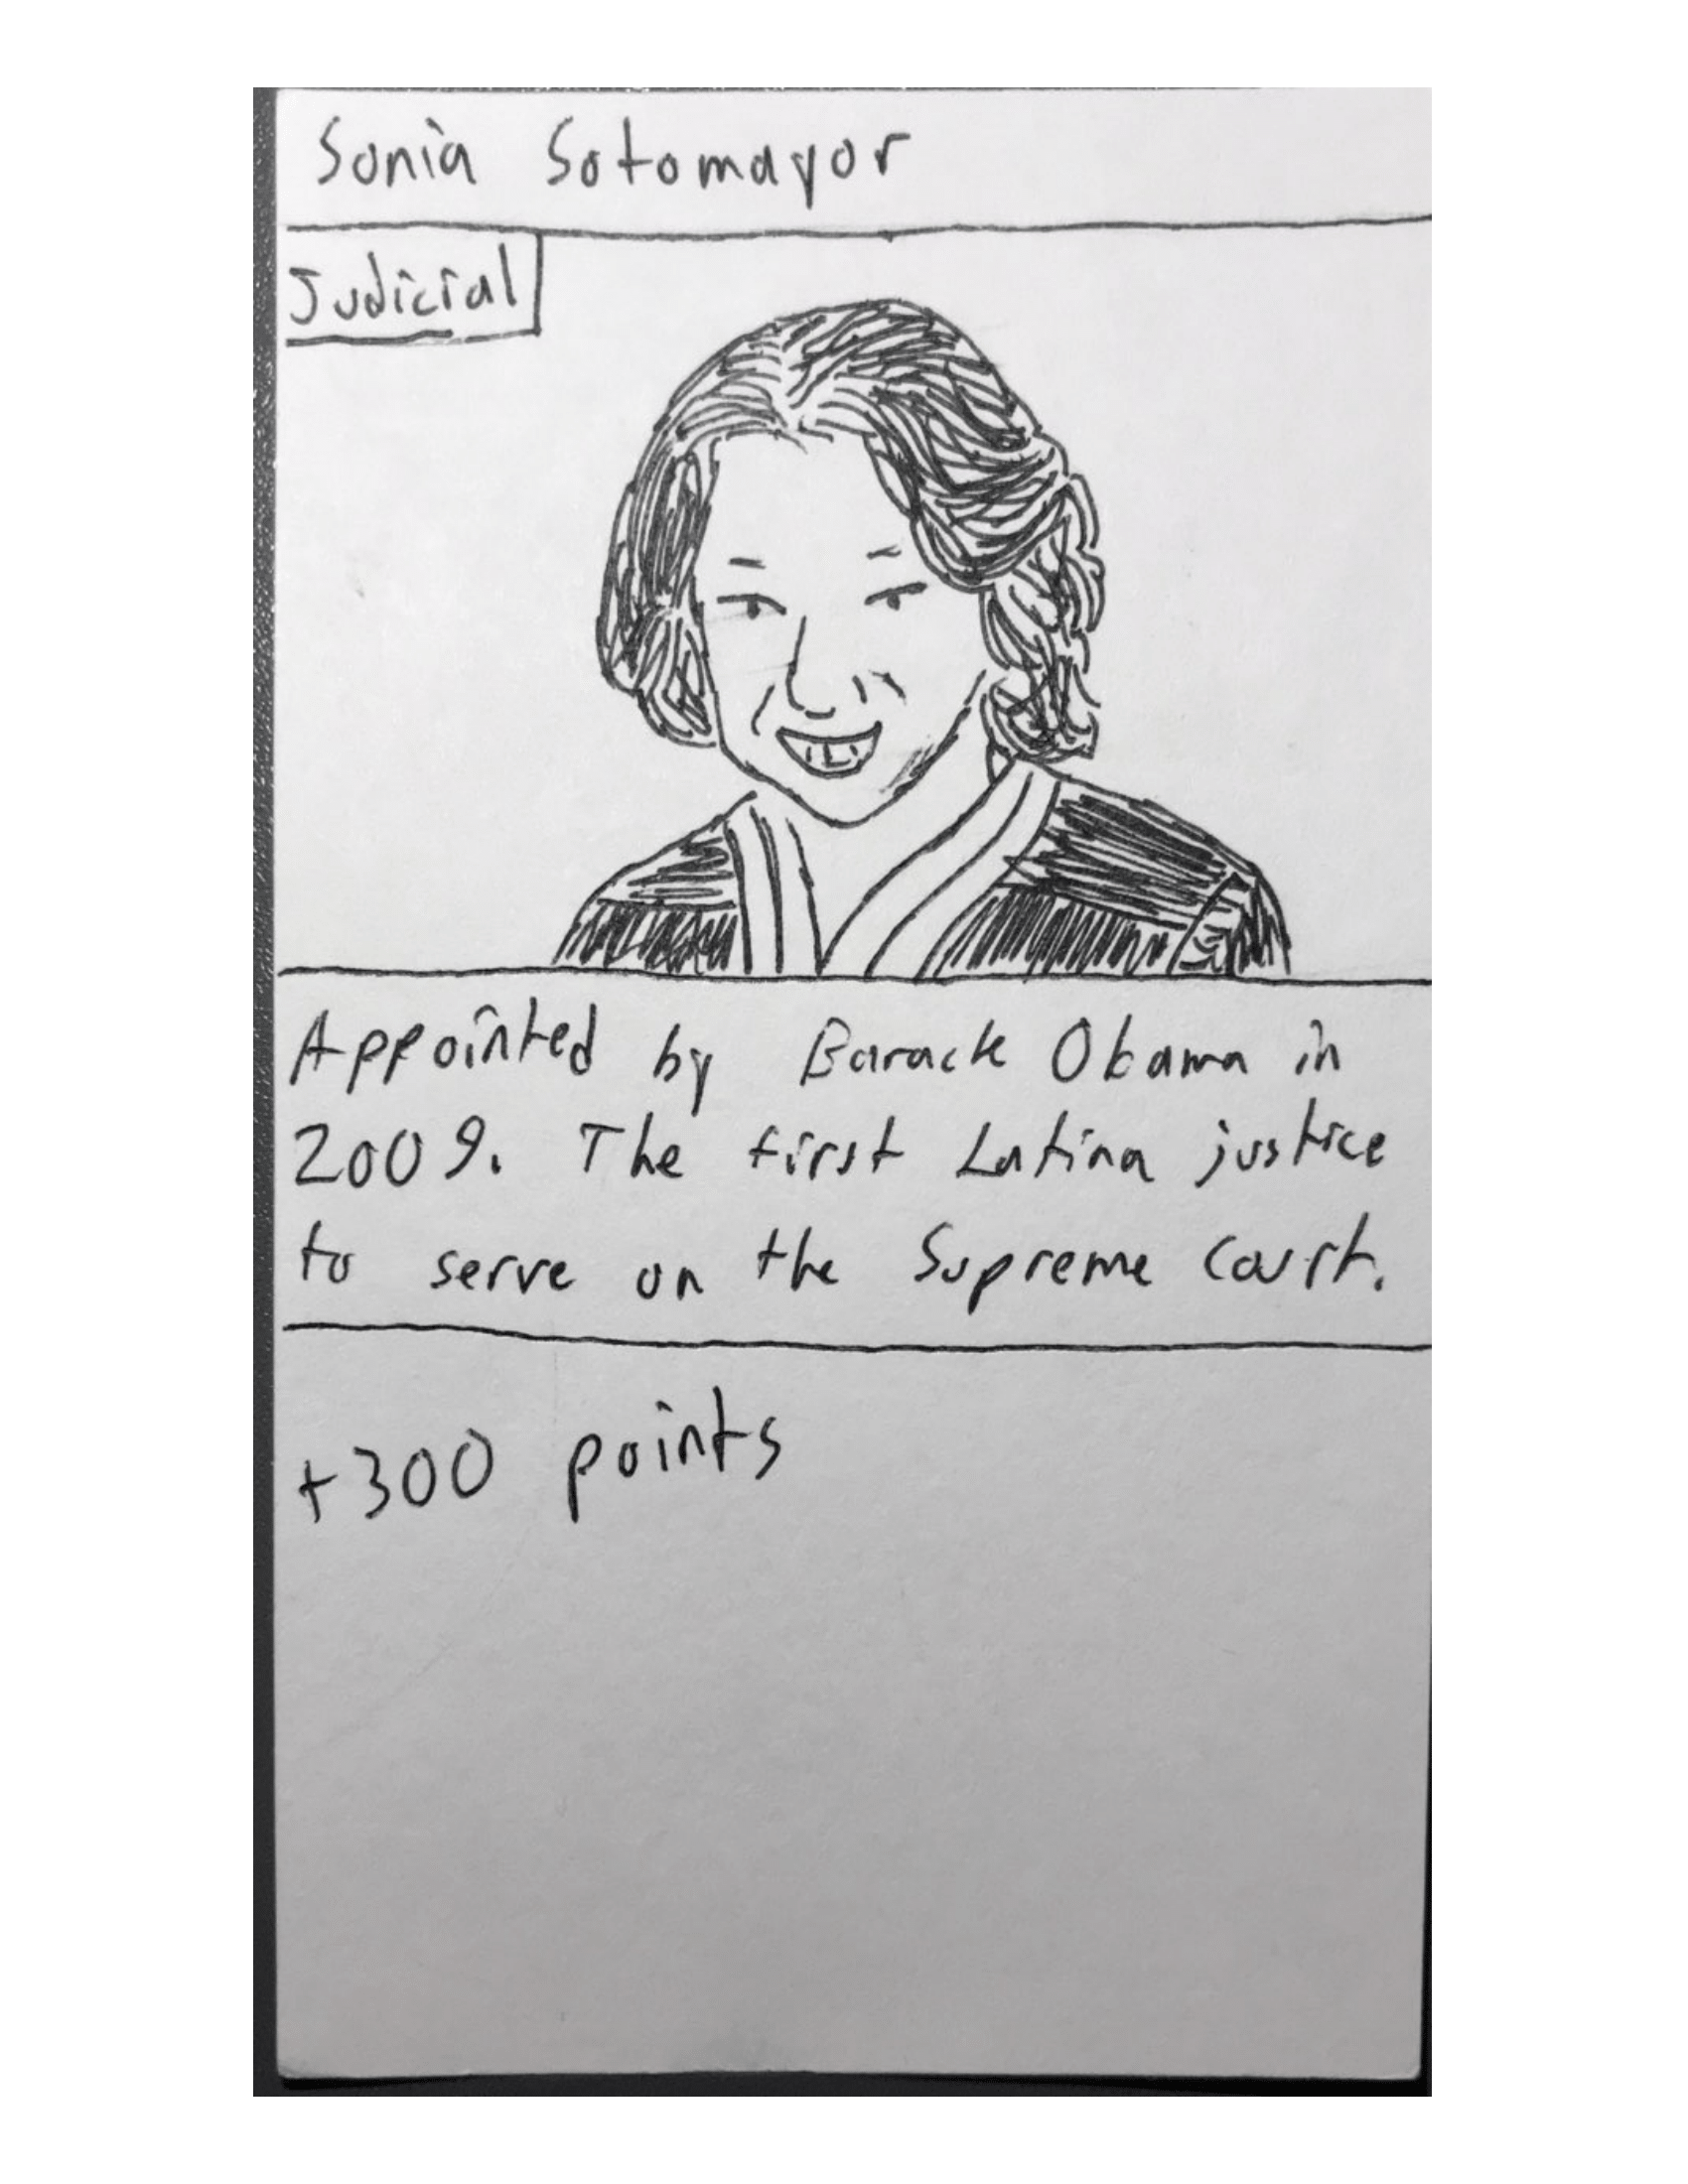 Sonia Sotomayor
Judicial
Appointed by Barack Obama in
2009. The first Latina justice
to serve on the Supreme Court.
+300 points